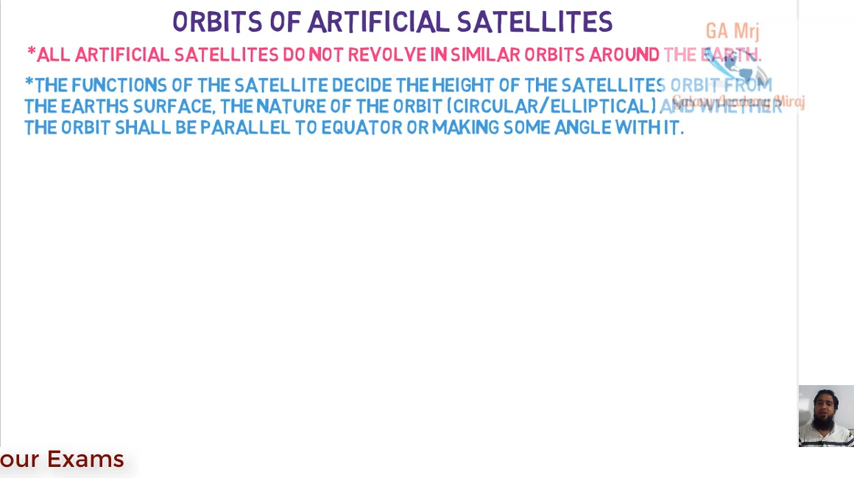 ORBITS OF ARTIFICIAL SATELLITES
GA Mrj
*ALL ARTIFICIAL SATELLITES DO NOT REVOLVE IN SIMILAR ORBITS AROUND THE EARTH.
*THE FUNCTIONS OF THE SATELLITE DECIDE THE HEIGHT OF THE SATELLITES ORBIT FROM
THE EARTHS SURFACE, THE NATURE OF THE ORBIT (CIRCULAR/ELLIPTICAL) AND WHETHER
Galaxy Academy Miraj
THE ORBIT SHALL BE PARALLEL TO EQUATOR OR MAKING SOME ANGLE WITH IT.
our Exams